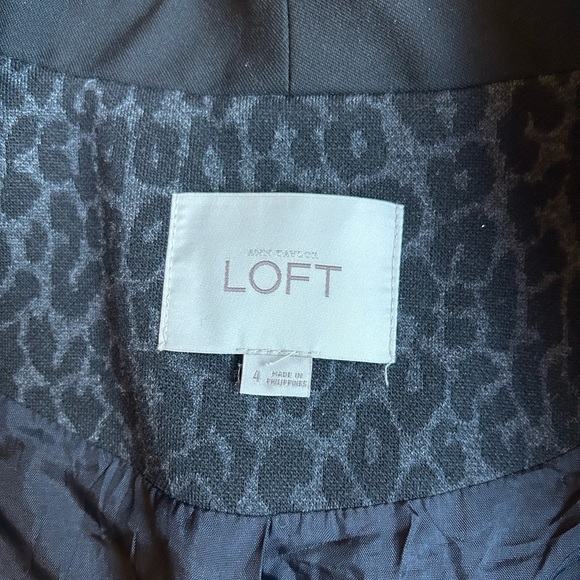 ANN TAYLOR
LOFT
4
MADE IN
PHILIPPINES